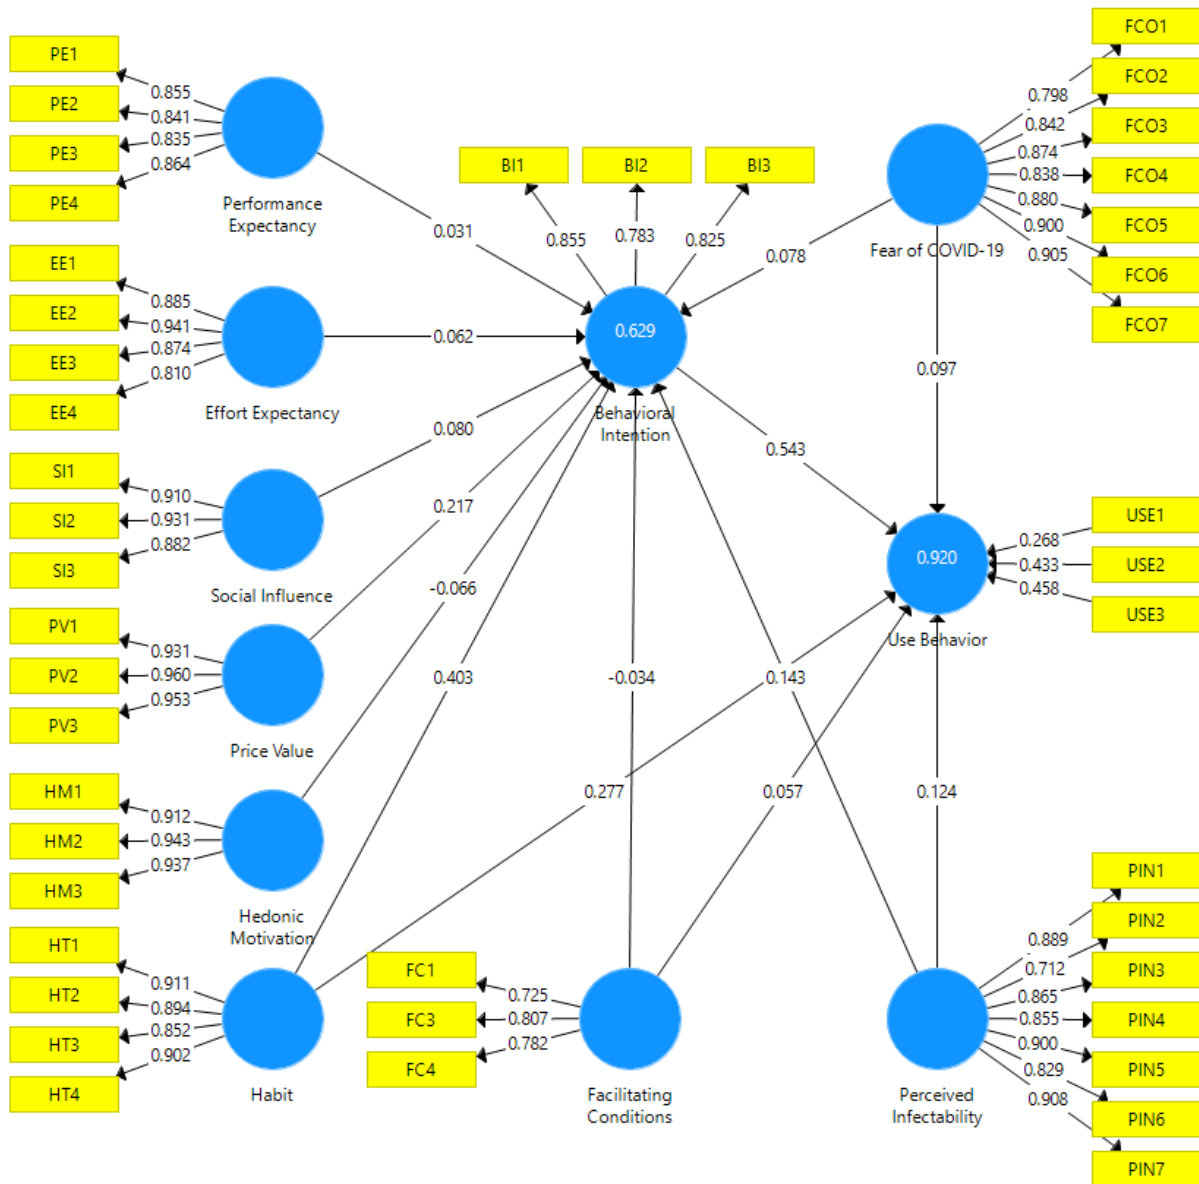 PE1
PE2
PE3
PE4
0.855
0.841
0.835
0.864
Performance
Expectancy
0.031
EE1
EE2
EE3
EE4
0.885
0.941
0.874
0.810
Effort Expectancy
0.062
SI1
SI2
SI3
0.910
0.931
0.882
Social Influence
0.080
PV1
PV2
PV3
0.931
0.960
0.953
Price Value
0.217
HM1
HM2
HM3
0.912
0.943
0.937
Hedonic
Motivation
-0.066
HT1
HT2
HT3
HT4
0.911
0.894
0.852
0.902
Habit
0.403
0.277
BI1
BI2
BI3
0.855
0.783
0.825
0.629
Behavioral
Intention
0.543
FC1
FC3
FC4
0.725
0.807
0.782
Facilitating
Conditions
-0.034
0.057
FCO1
FCO2
FCO3
FCO4
FCO5
FCO6
FCO7
0.798
0.842
0.874
0.838
0.880
0.900
0.905
Fear of COVID-19
0.078
0.097
USE1
USE2
USE3
0.268
0.433
0.458
0.920
Use Behavior
PIN1
PIN2
PIN3
PIN4
PIN5
PIN6
PIN7
0.889
0.712
0.865
0.855
0.900
0.829
0.908
Perceived
Infectability
0.143
0.124